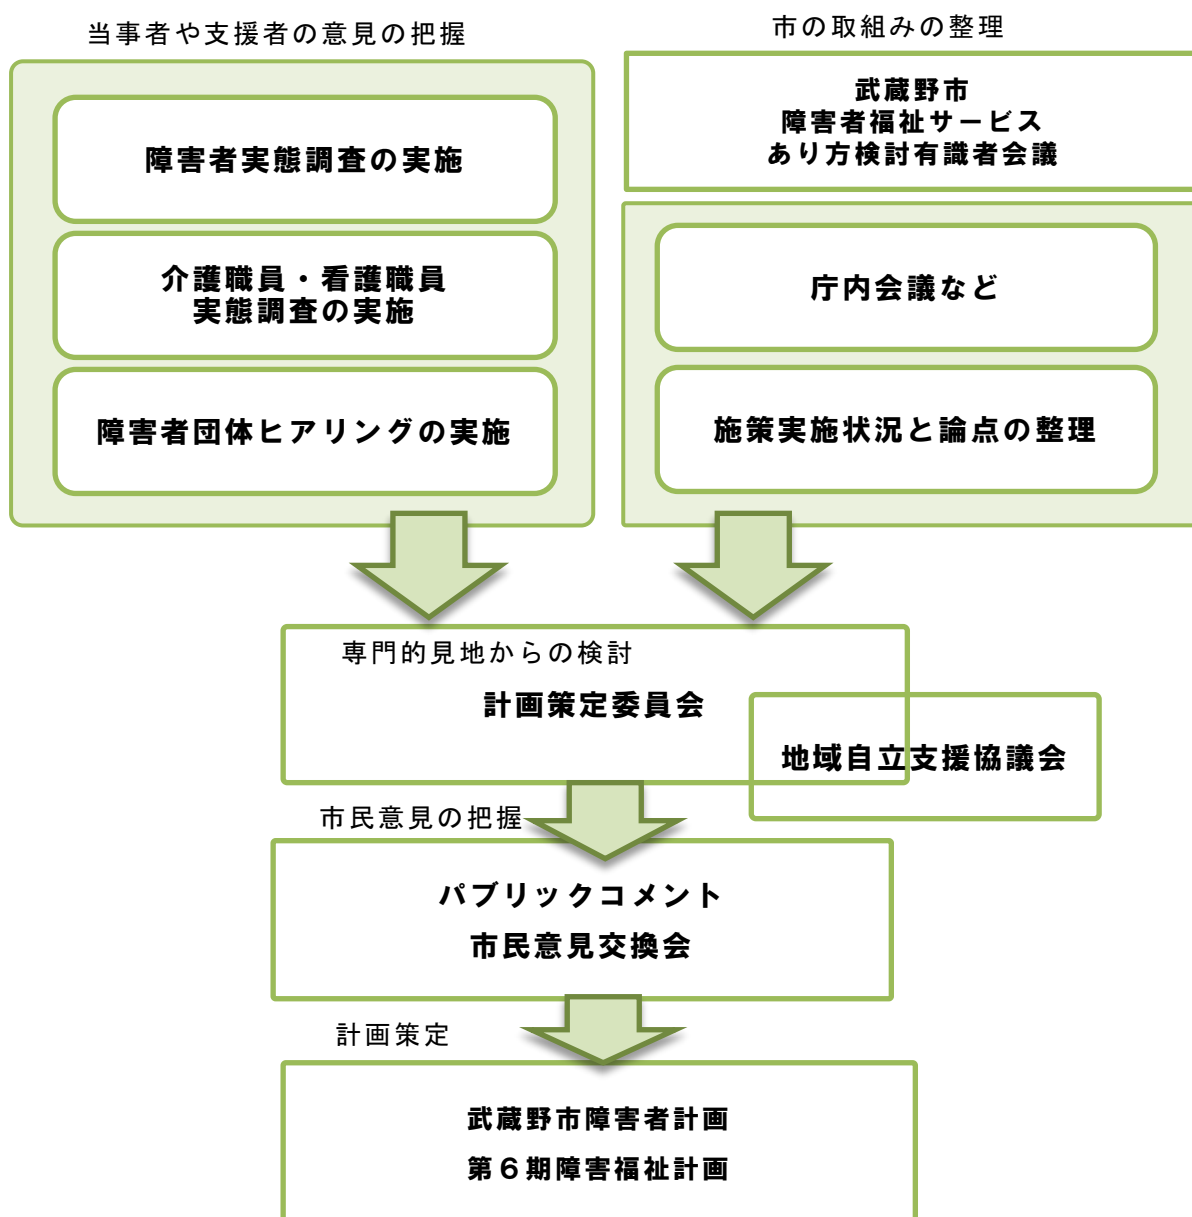 当事者や支援者の意見の把握
障害者実態調査の実施
介護職員・看護職員
実態調査の実施
障害者団体ヒアリングの実施
市の取組みの整理
武蔵野市
障害者福祉サービス
あり方検討有識者会議
庁内会議など
施策実施状況と論点の整理
専門的見地からの検討
計画策定委員会
地域自立支援協議会
市民意見の把握
パブリックコメント
市民意見交換会
計画策定
武蔵野市障害者計画
第６期障害福祉計画